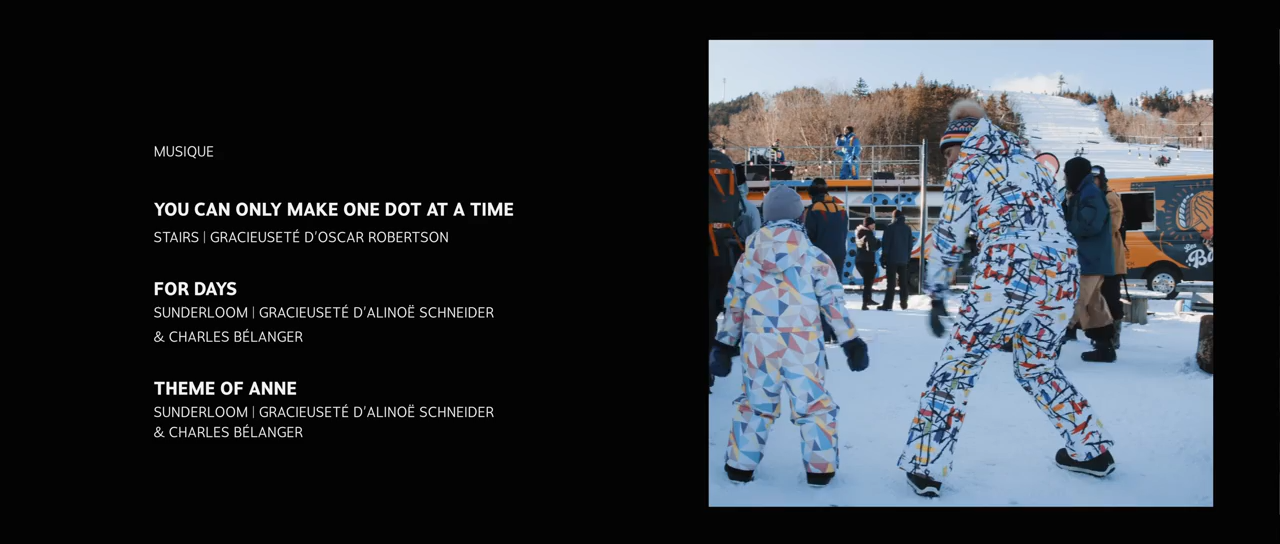 MUSIQUE
YOU CAN ONLY MAKE ONE DOT AT A TIME
STAIRS | GRACIEUSETÉ D'OSCAR ROBERTSON
FOR DAYS
SUNDERLOOM | GRACIEUSETÉ D'ALINOË SCHNEIDER
& CHARLES BÉLANGER
THEME OF ANNE
SUNDERLOOM | GRACIEUSETÉ D'ALINOË SCHNEIDER
& CHARLES BÉLANGER